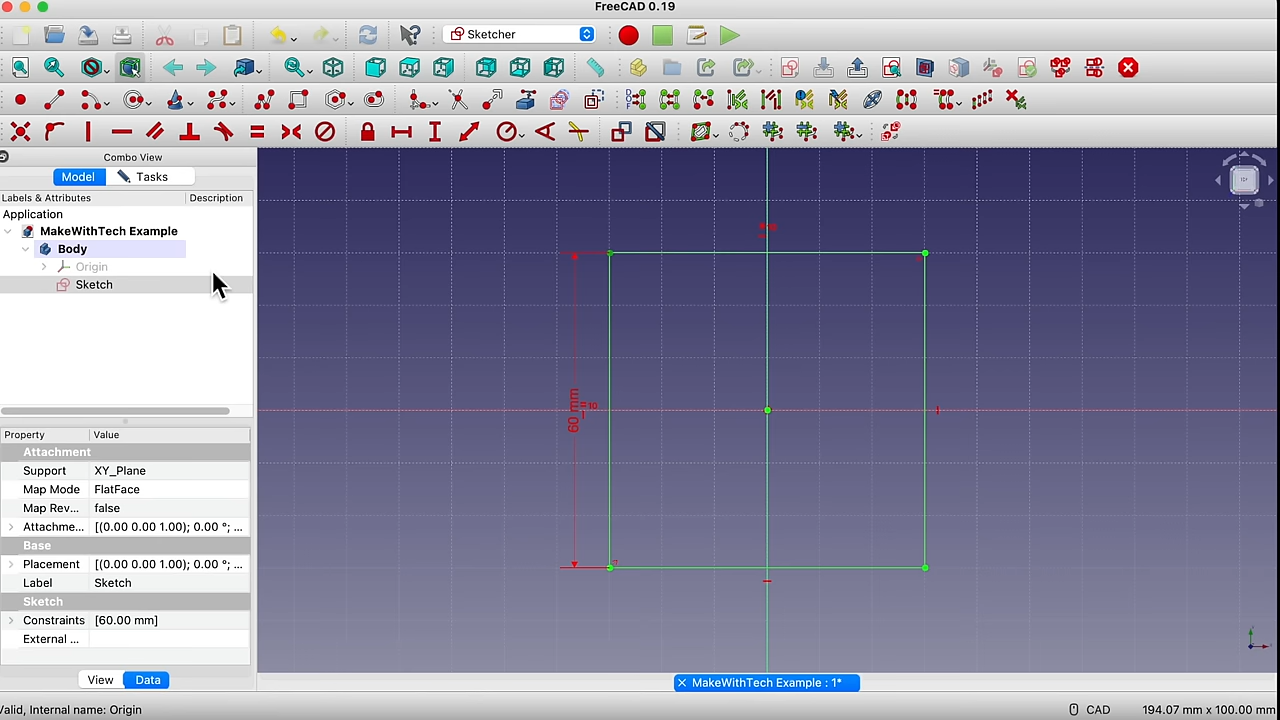 FreeCAD 0.19
Sketcher
Combo View
Model
Tasks
Labels & Attributes Description
Application
MakeWithTech Example
Body
Origin
Sketch
Property Value
Attachment
Support XY_Plane
Map Mode FlatFace
Map Rev... false
Attachme... [(0.00 0.00 1.00); 0.00 °; ...
Base
Placement [(0.00 0.00 1.00); 0.00 °; ...
Label Sketch
Sketch
Constraints [60.00 mm]
External ...
View Data
60 mm
10
MakeWithTech Example : 1*
Valid, Internal name: Origin
CAD
194.07 mm x 100.00 mm